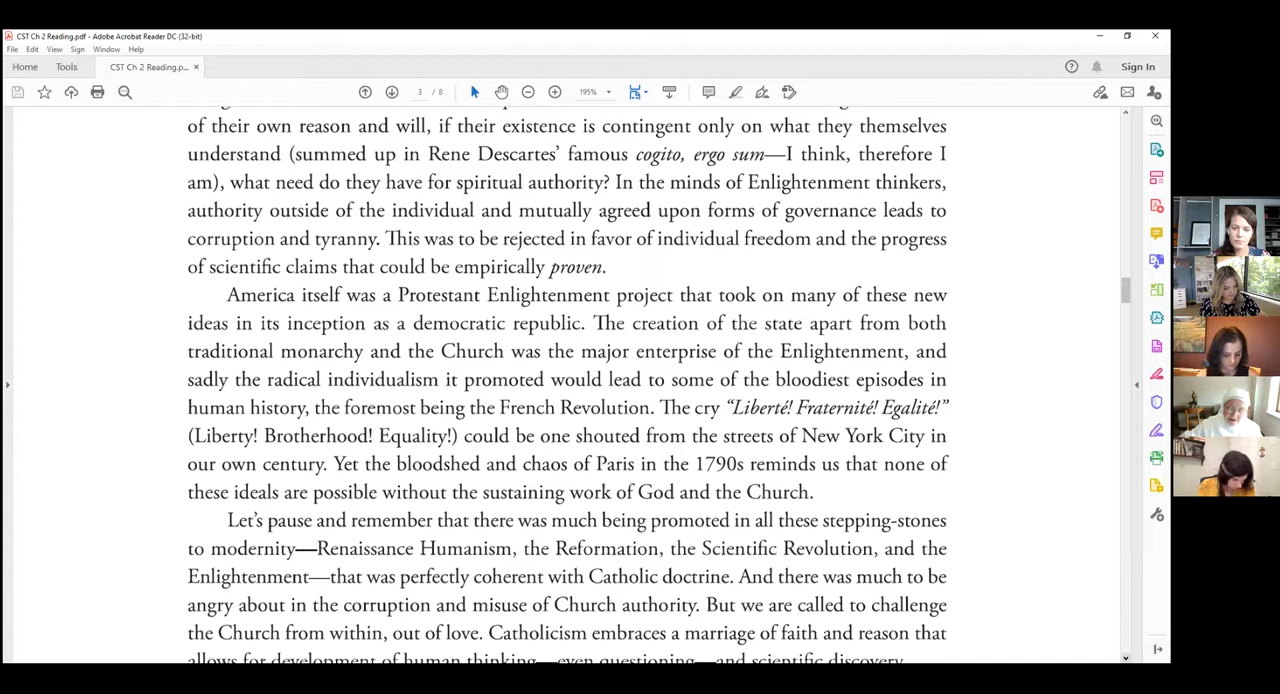 CST Ch 2 Reading.pdf - Adobe Acrobat Reader DC (32-bit)
File Edit View Sign Window Help
Home Tools CST Ch 2 Reading.p... × Sign In
3 / 8 195%
of their own reason and will, if their existence is contingent only on what they themselves
understand (summed up in Rene Descartes’ famous cogito, ergo sum—I think, therefore I
am), what need do they have for spiritual authority? In the minds of Enlightenment thinkers,
authority outside of the individual and mutually agreed upon forms of governance leads to
corruption and tyranny. This was to be rejected in favor of individual freedom and the progress
of scientific claims that could be empirically proven.
America itself was a Protestant Enlightenment project that took on many of these new
ideas in its inception as a democratic republic. The creation of the state apart from both
traditional monarchy and the Church was the major enterprise of the Enlightenment, and
sadly the radical individualism it promoted would lead to some of the bloodiest episodes in
human history, the foremost being the French Revolution. The cry “Liberté! Fraternité! Egalité!”
(Liberty! Brotherhood! Equality!) could be one shouted from the streets of New York City in
our own century. Yet the bloodshed and chaos of Paris in the 1790s reminds us that none of
these ideals are possible without the sustaining work of God and the Church.
Let’s pause and remember that there was much being promoted in all these stepping-stones
to modernity—Renaissance Humanism, the Reformation, the Scientific Revolution, and the
Enlightenment—that was perfectly coherent with Catholic doctrine. And there was much to be
angry about in the corruption and misuse of Church authority. But we are called to challenge
the Church from within, out of love. Catholicism embraces a marriage of faith and reason that
allows for development of human thinking—even questioning—and scientific discovery.